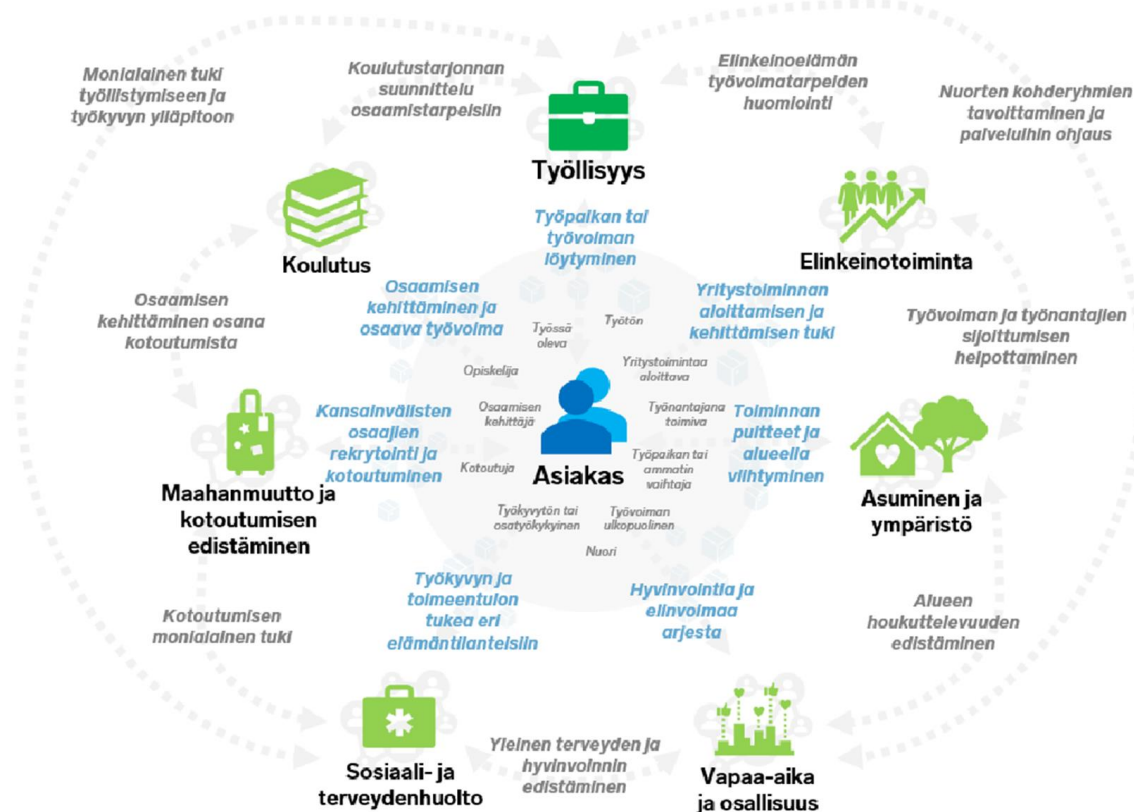 Monialainen tuki
työllistymiseen ja
työkyvyn ylläpitoon
Koulutustarjonnan
suunnittelu
osaamistarpeisiin
Elinkeinoelämän
työvoimatarpeiden
huomiointi
Nuorten kohderyhmien
tavoittaminen ja
palveluihin ohjaus
Työllisyys
Koulutus
Elinkeinotoiminta
Työpaikan tai
työvoiman
löytyminen
Osaamisen
kehittäminen ja
osaava työvoima
Yritystoiminnan
aloittamisen ja
kehittämisen tuki
Osaamisen
kehittäminen osana
kotoutumista
Työvoiman ja työnantajien
sijoittumisen
helpottaminen
Työssä
oleva
Työtön
Opiskelija
Yritystoimintaa
aloittava
Osaamisen
kehittäjä
Työnantajana
toimiva
Kansainvälisten
osaajien
rekrytointi ja
kotoutuminen
Toiminnan
puitteet ja
alueella
viihtyminen
Kotoutuja
Asiakas
Työpaikan tai
ammatin
vaihtaja
Työkyvytön tai
osatyökykyinen
Työvoiman
ulkopuolinen
Nuori
Maahanmuutto ja
kotoutumisen
edistäminen
Asuminen ja
ympäristö
Työkyvyn ja
toimeentulon
tukea eri
elämäntilanteisiin
Hyvinvointia ja
elinvoimaa
arjesta
Kotoutumisen
monialainen tuki
Alueen
houkuttelevuuden
edistäminen
Sosiaali- ja
terveydenhuolto
Yleinen terveyden ja
hyvinvoinnin
edistäminen
Vapaa-aika
ja osallisuus